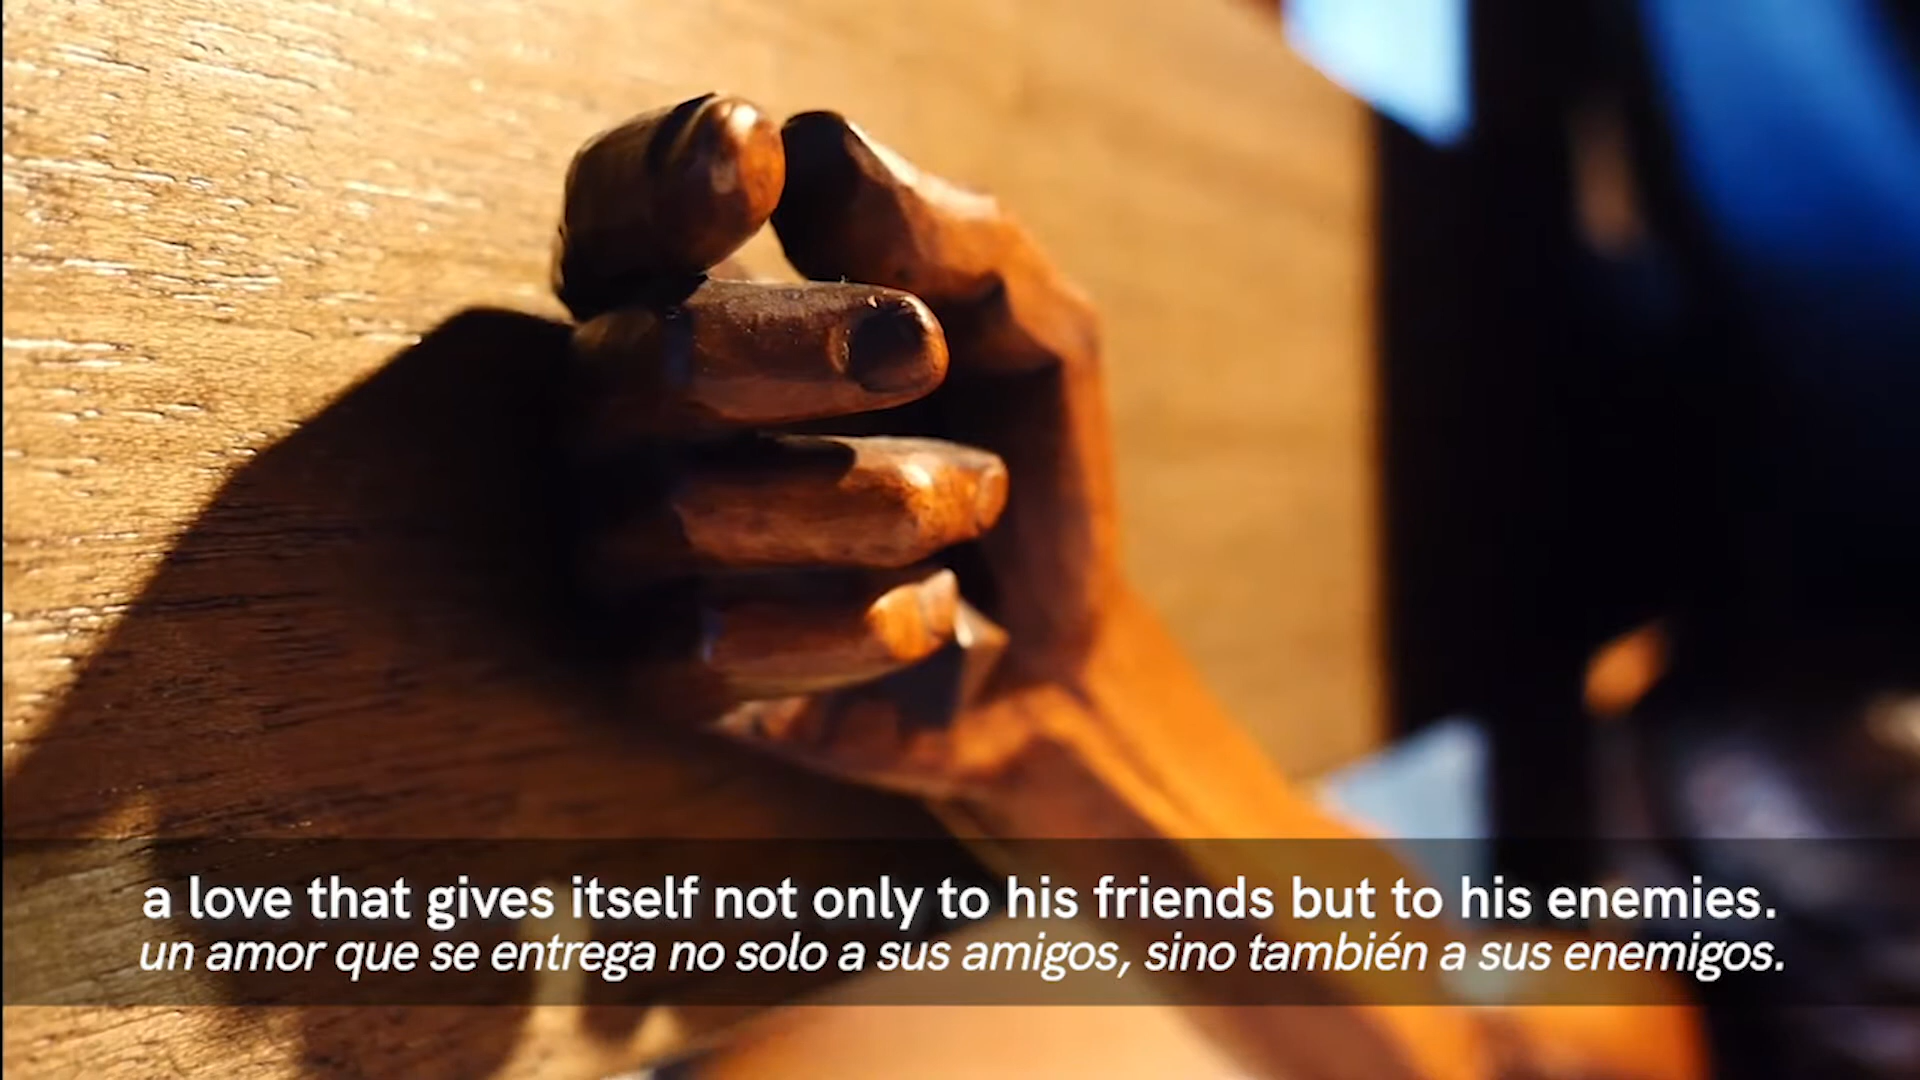 a love that gives itself not only to his friends but to his enemies.
un amor que se entrega no solo a sus amigos, sino también a sus enemigos.